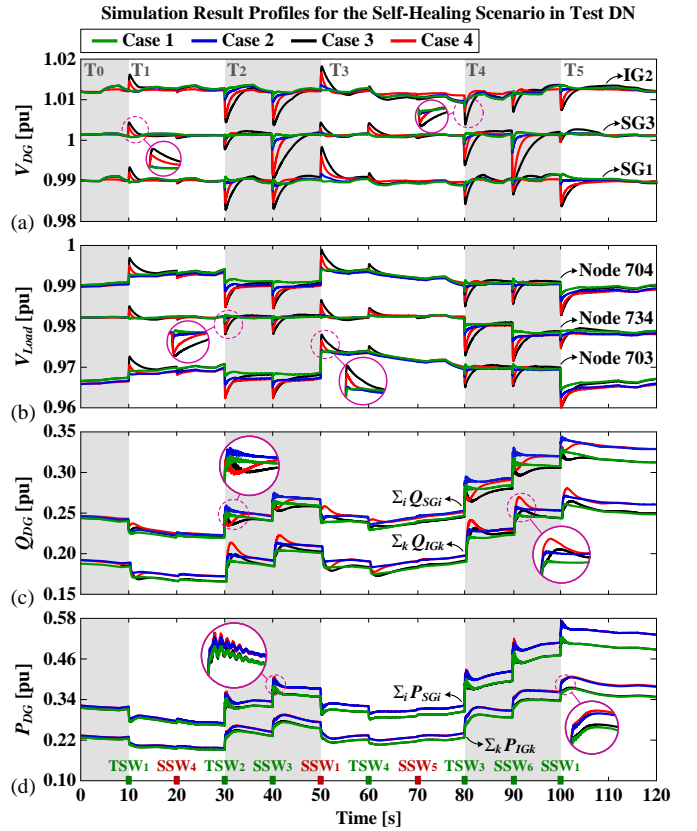 Simulation Result Profiles for the Self-Healing Scenario in Test DN
Case 1 Case 2 Case 3 Case 4
V_DG [pu]
1.02
1.01
1
0.99
0.98
T0 T1 T2 T3 T4 T5
IG2
SG3
SG1
(a)
V_Load [pu]
1
0.99
0.98
0.97
0.96
Node 704
Node 734
Node 703
(b)
Q_DG [pu]
0.35
0.30
0.25
0.20
0.15
Σi QSGi
Σk QIGk
(c)
P_DG [pu]
0.58
0.46
0.34
0.22
0.10
Σi PSGi
Σk PIGk
TSW1 SSW4 TSW2 SSW3 SSW1 TSW4 SSW5 TSW3 SSW6 SSW1
(d)
0 10 20 30 40 50 60 70 80 90 100 110 120
Time [s]